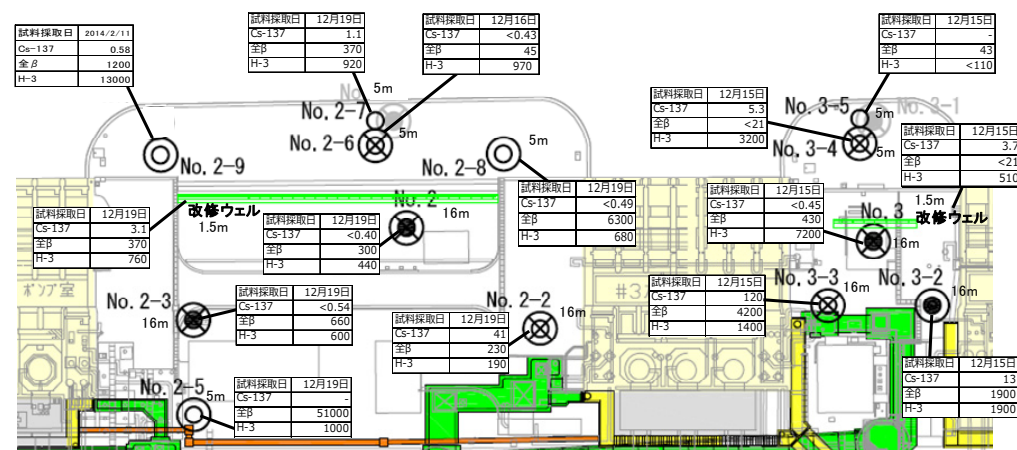 試料採取日 2014/2/11
Cs-137 0.58
全β 1200
H-3 13000
試料採取日 12月19日
Cs-137 1.1
全β 370
H-3 920
試料採取日 12月16日
Cs-137 <0.43
全β 45
H-3 970
試料採取日 12月15日
Cs-137 -
全β 43
H-3 <110
No 5m
No.2-7
No.2-6 5m
No.2-9
No.2-8 5m
試料採取日 12月15日
Cs-137 5.3
全β <21
H-3 3200
No.3-5 5m No.3-1
No.3-4 5m
試料採取日 12月15日
Cs-137 3.7
全β <21
H-3 510
試料採取日 12月19日
Cs-137 3.1
全β 370
H-3 760
改修ウェル
1.5m
試料採取日 12月19日
Cs-137 <0.40
全β 300
H-3 440
No.2 16m
試料採取日 12月19日
Cs-137 <0.49
全β 6300
H-3 680
試料採取日 12月15日
Cs-137 <0.45
全β 430
H-3 7200
No.3
16m
1.5m
改修ウェル
ポンプ室
No.2-3
16m
試料採取日 12月19日
Cs-137 <0.54
全β 660
H-3 600
試料採取日 12月19日
Cs-137 41
全β 230
H-3 190
No.2-2
16m
#3
試料採取日 12月15日
Cs-137 120
全β 4200
H-3 1400
No.3-3
16m
No.3-2
16m
試料採取日 12月15日
Cs-137 13
全β 1900
H-3 1900
No.2-5
5m
試料採取日 12月19日
Cs-137 -
全β 51000
H-3 1000